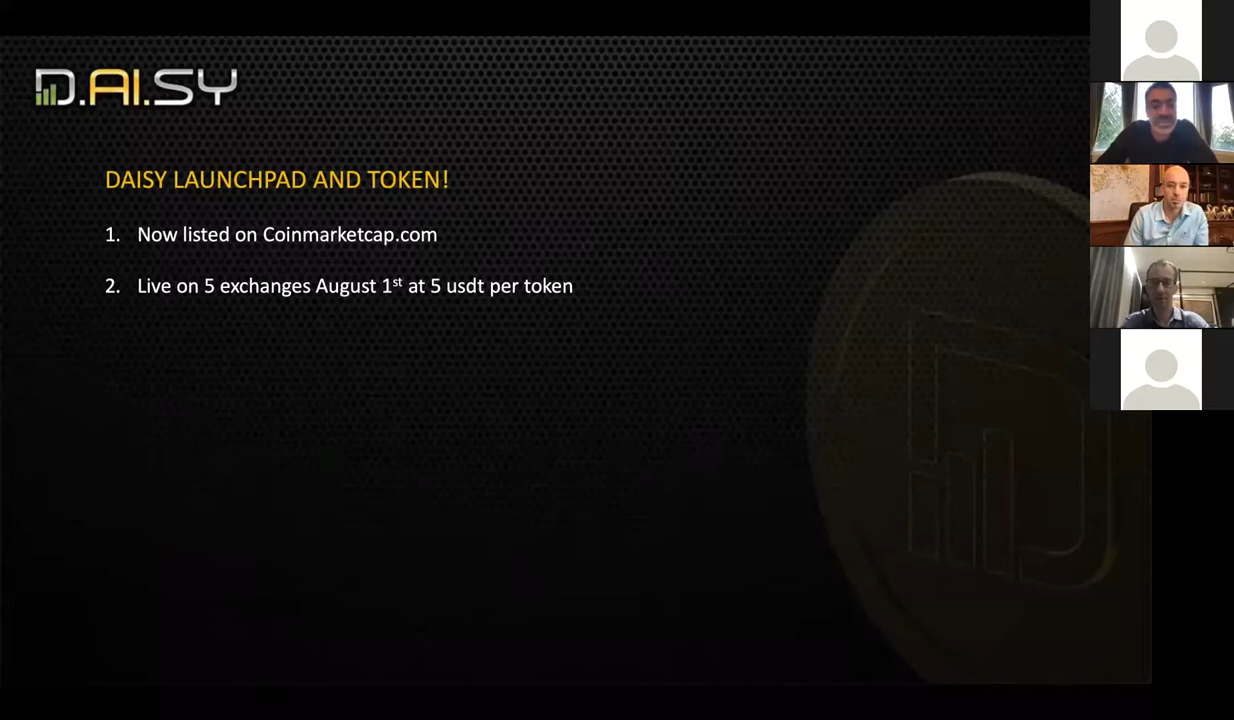 D.AI.SY
DAISY LAUNCHPAD AND TOKEN!
1. Now listed on Coinmarketcap.com
2. Live on 5 exchanges August 1st at 5 usdt per token